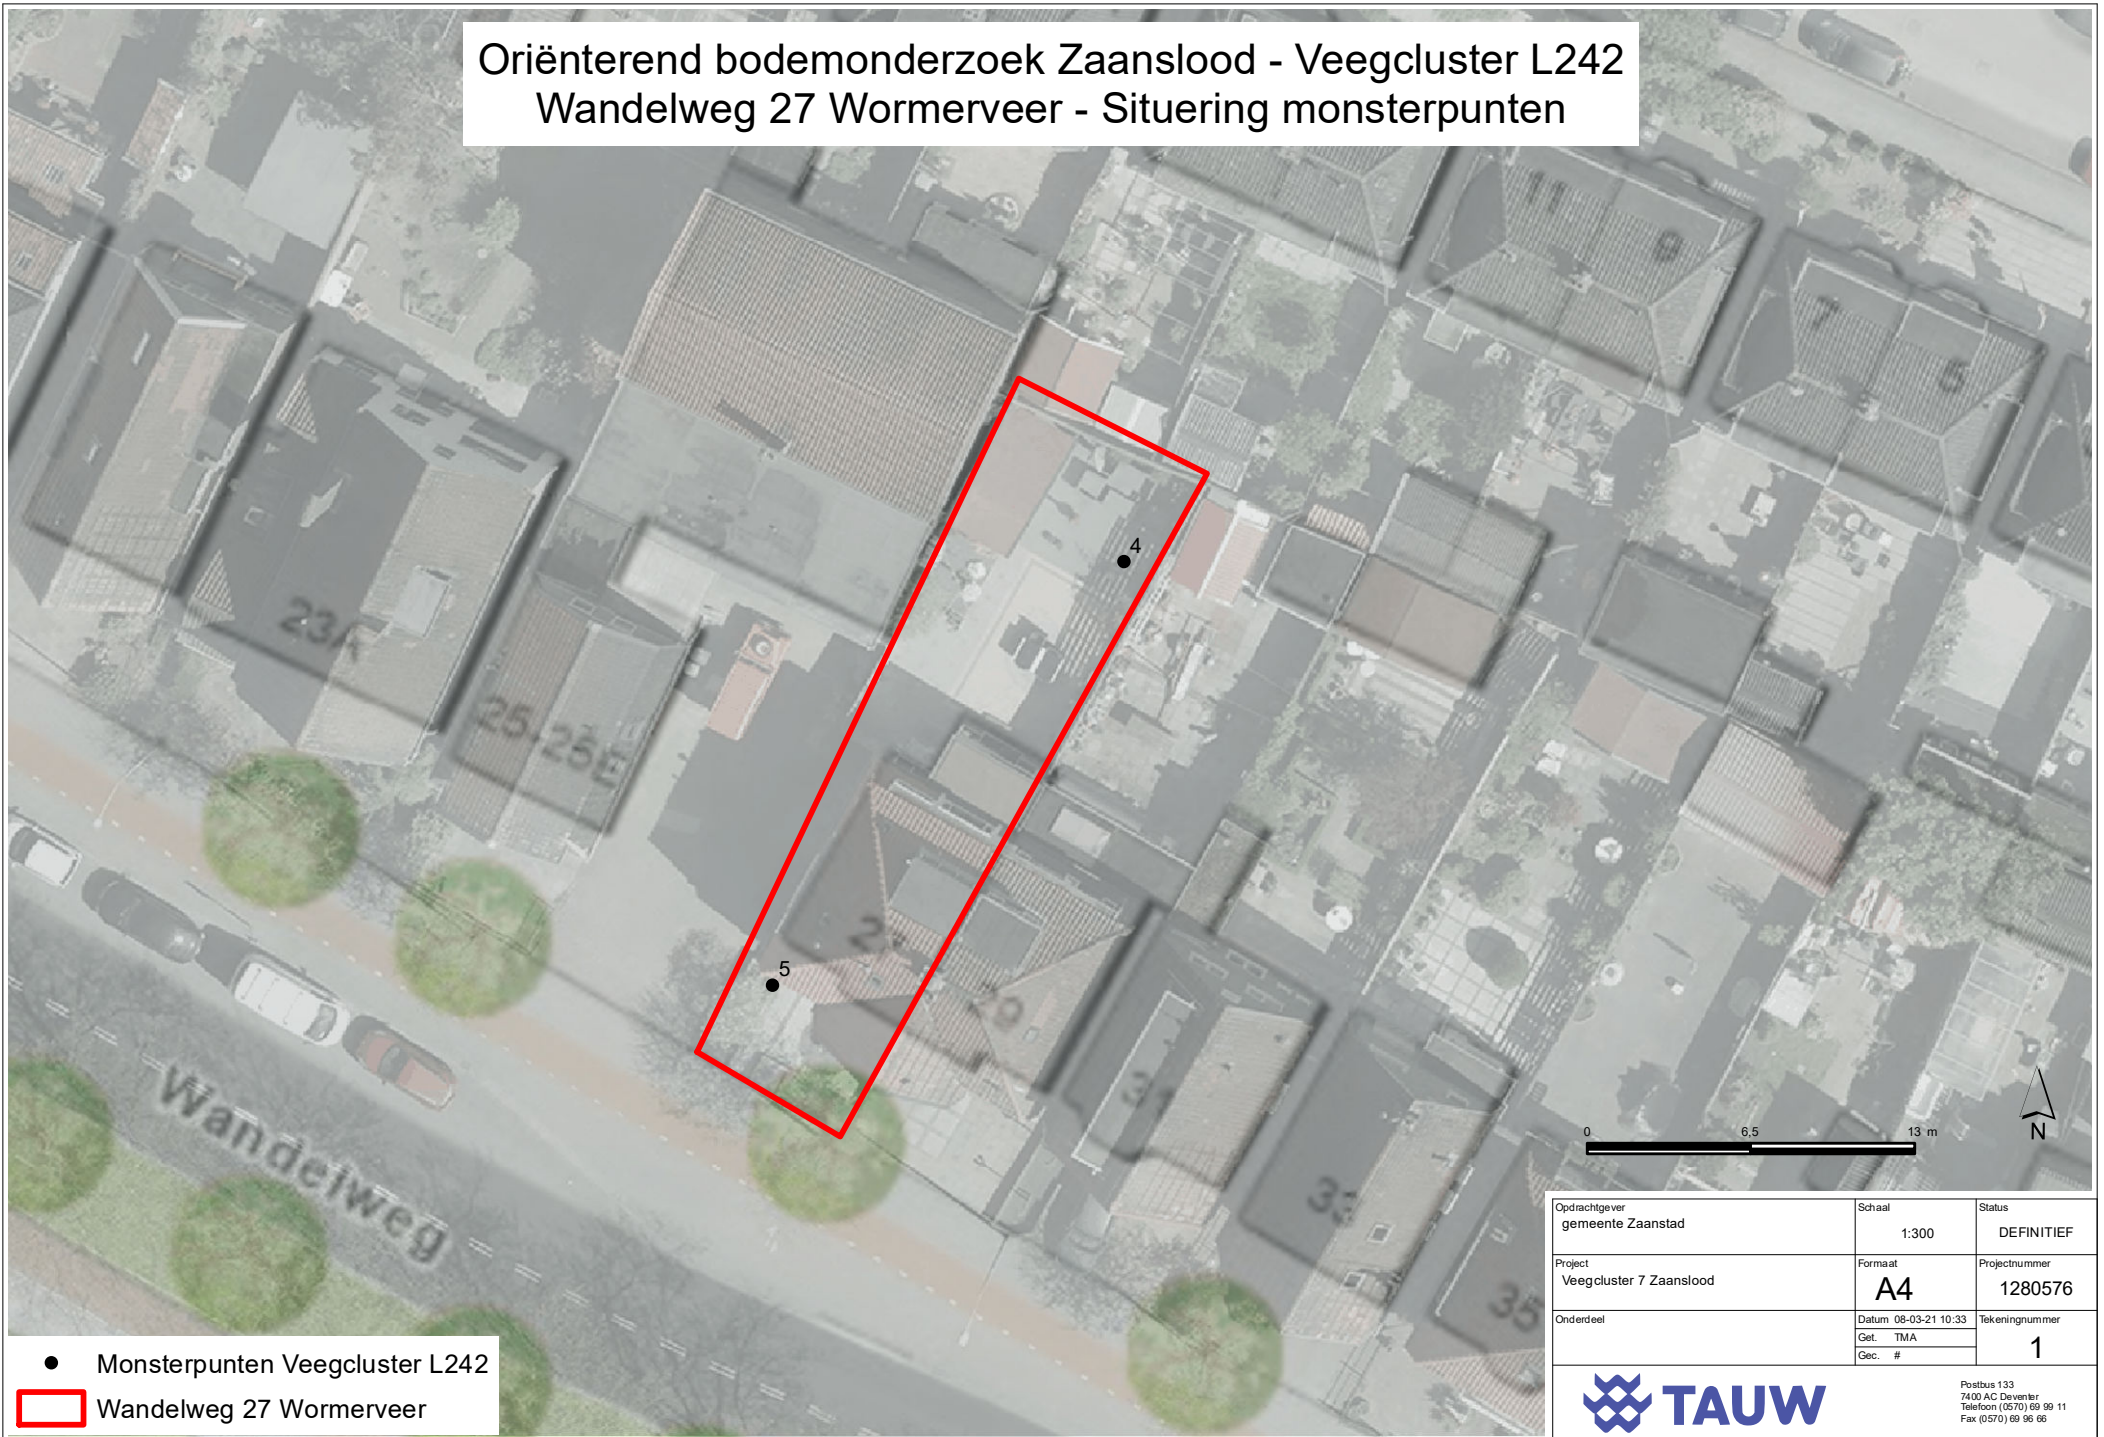 Oriënterend bodemonderzoek Zaanslood - Veegcluster L242
Wandelweg 27 Wormerveer - Situering monsterpunten
11
9
7
5
4
23A
25-25E
5
27
29
31
33
35
Wandelweg
0 6,5 13 m
N
Monsterpunten Veegcluster L242
Wandelweg 27 Wormerveer
Opdrachtgever
gemeente Zaanstad
Schaal
1:300
Status
DEFINITIEF
Project
Veegcluster 7 Zaanslood
Formaat
A4
Projectnummer
1280576
Onderdeel
Datum 08-03-21 10:33
Get. TMA
Gec. #
Tekeningnummer
1
TAUW
Postbus 133
7400 AC Deventer
Telefoon (0570) 69 99 11
Fax (0570) 69 96 66